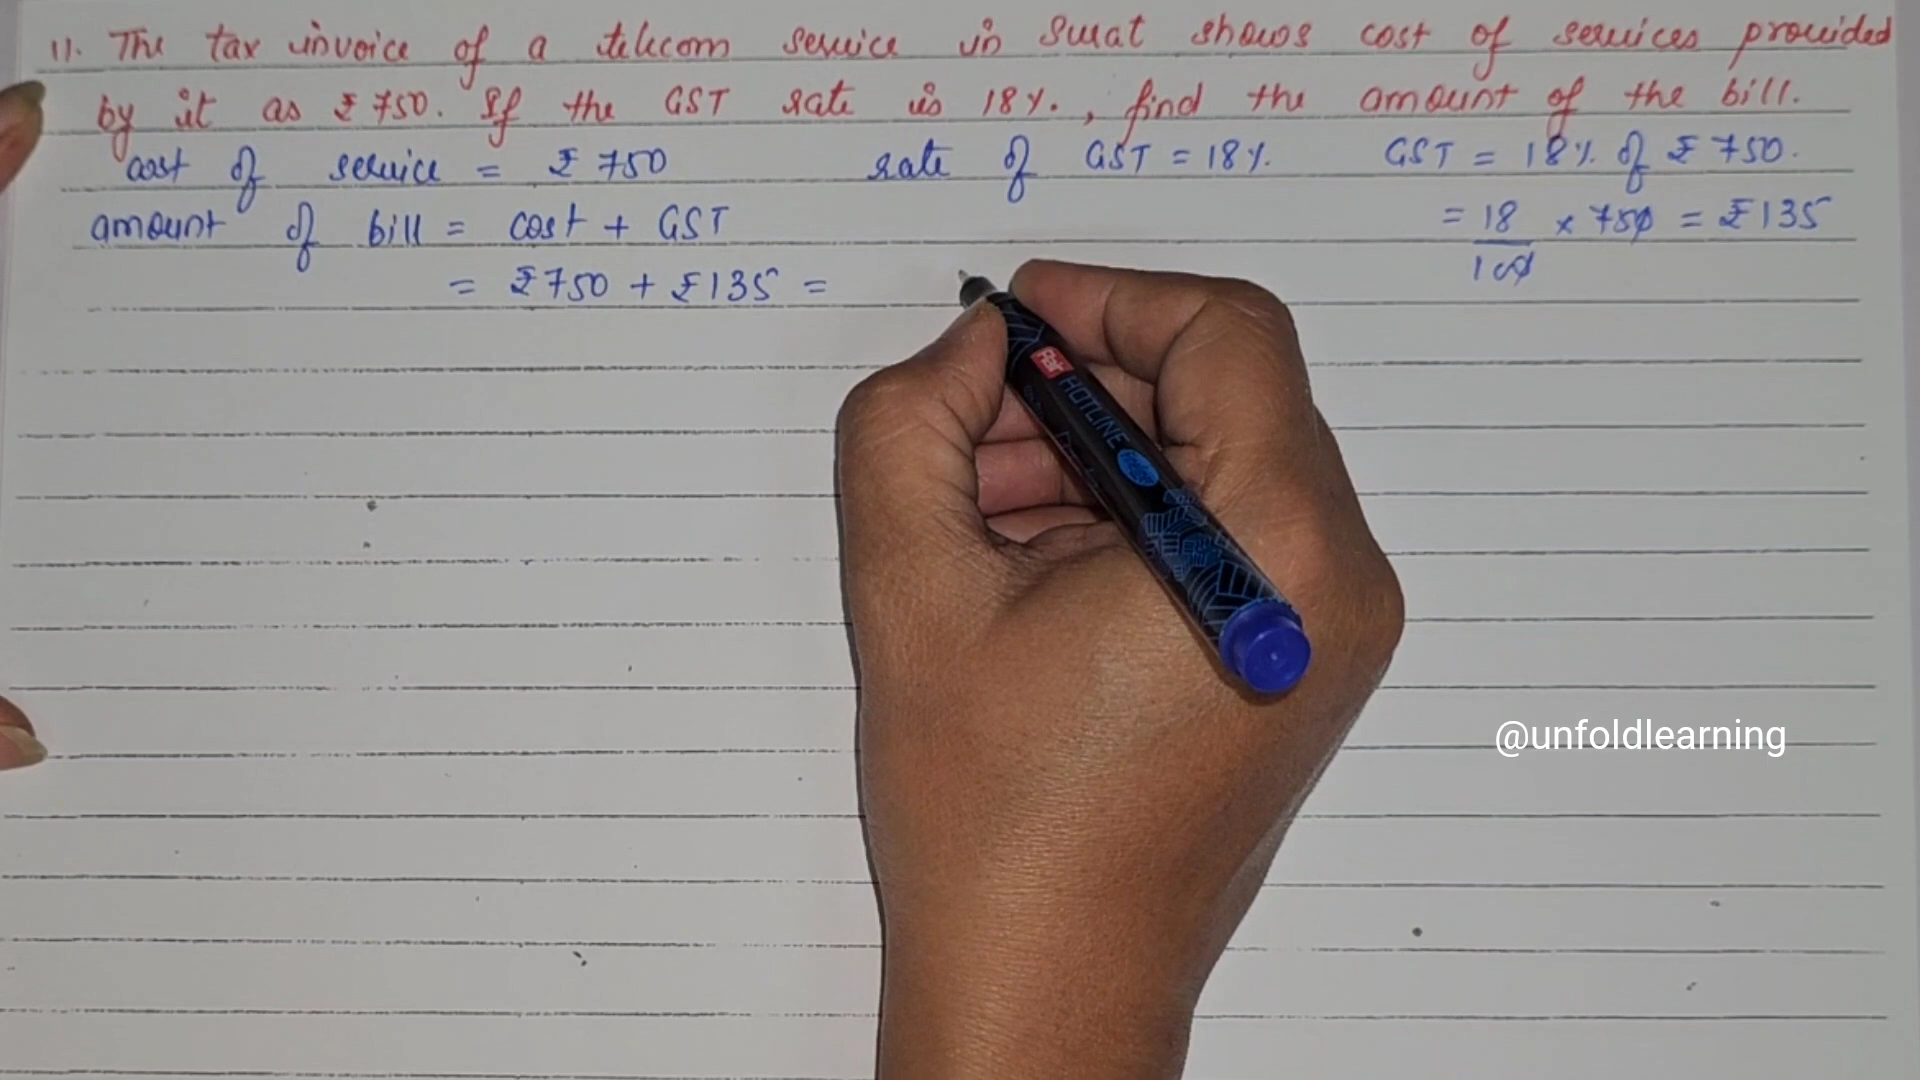 11. The tax invoice of a telecom service in Surat shows cost of services provided
by it as ₹ 750. If the GST rate is 18%., find the amount of the bill.
cost of service = ₹ 750 rate of GST = 18%. GST = 18% of ₹ 750.
amount of bill = cost + GST = 18/100 × 750 = ₹135
= ₹750 + ₹135 =
Rair HOTLINE
@unfoldlearning